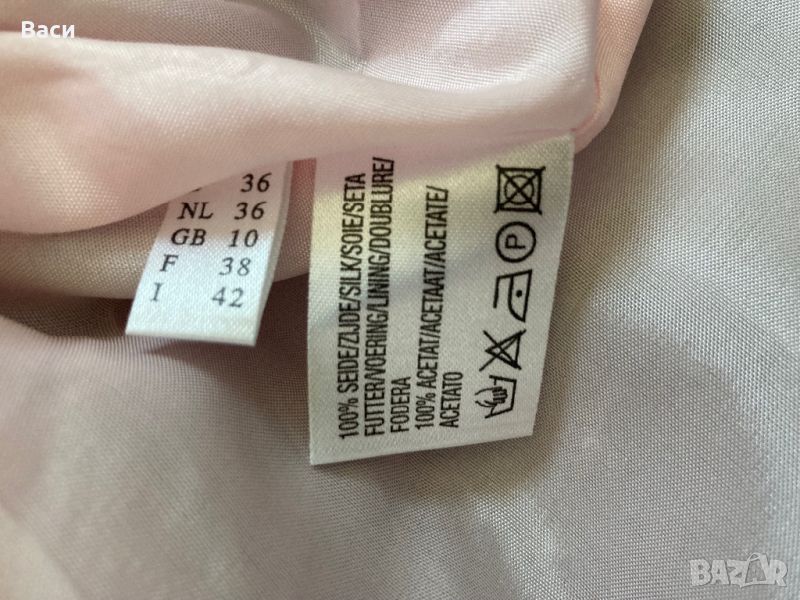 Васи
36
NL 36
GB 10
F 38
I 42
100% SEIDE/ZIJDE/SILK/SOIE/SETA
FUTTER/VOERING/LINING/DOUBLURE/
FODERA
100% ACETAT/ACETAAT/ACETATE/
ACETATO
P
BAZAR